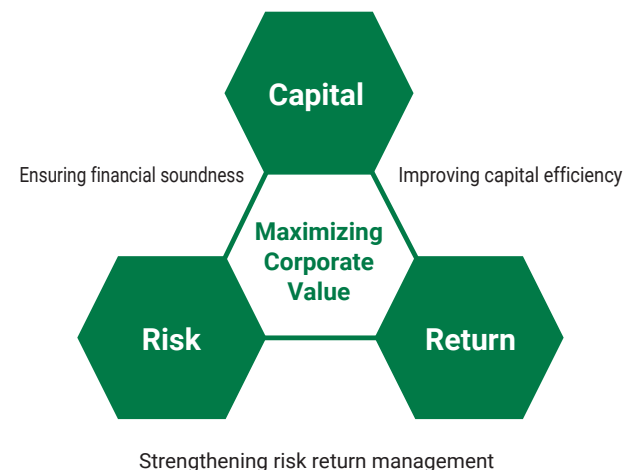 Capital
Ensuring financial soundness
Improving capital efficiency
Maximizing
Corporate
Value
Risk
Return
Strengthening risk return management